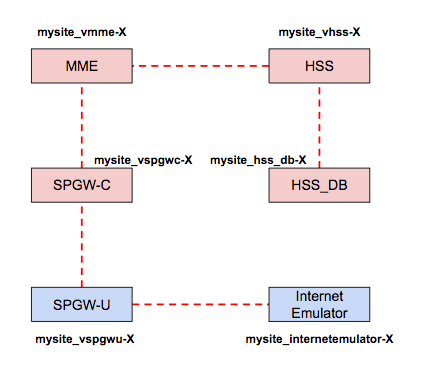 mysite_vmme-X
mysite_vhss-X
MME
HSS
mysite_vspgwc-X
mysite_hss_db-X
SPGW-C
HSS_DB
SPGW-U
Internet
Emulator
mysite_vspgwu-X
mysite_internetemulator-X